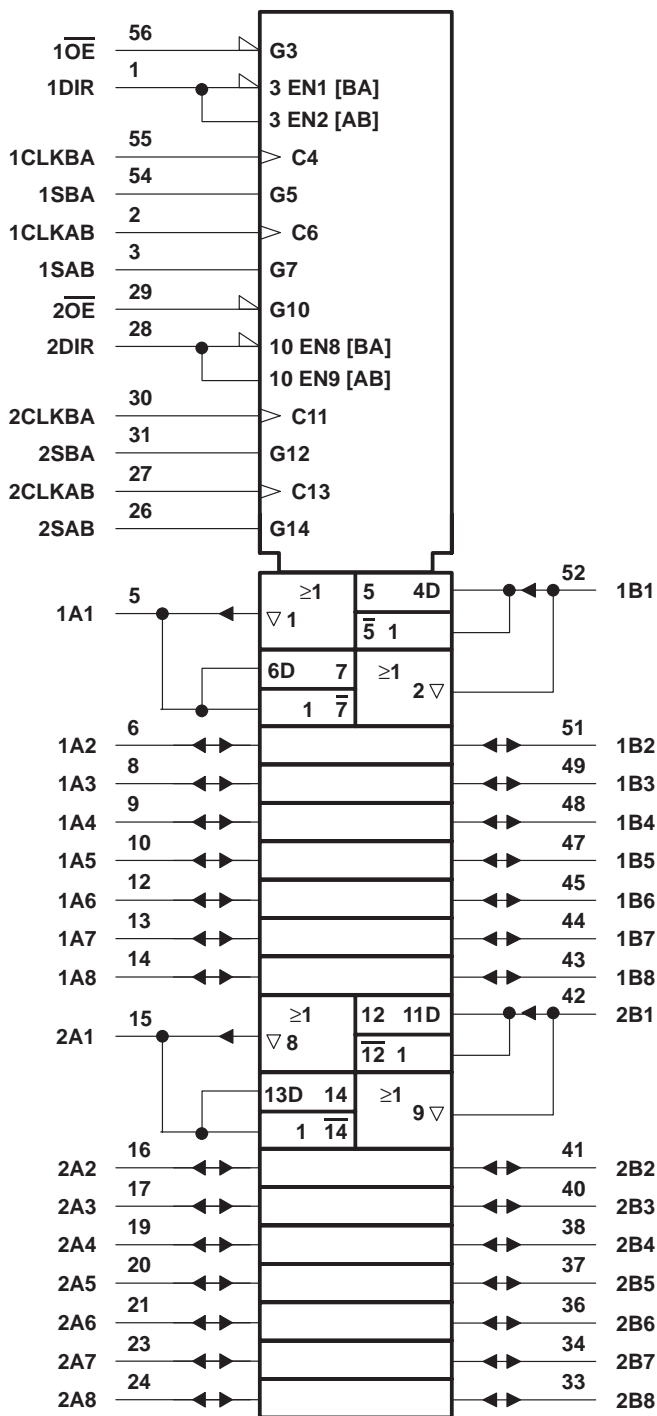 56
1O̅E̅ G3
1
1DIR 3 EN1 [BA]
3 EN2 [AB]
55
1CLKBA C4
54
1SBA G5
2
1CLKAB C6
3
1SAB G7
29
2O̅E̅ G10
28
2DIR 10 EN8 [BA]
10 EN9 [AB]
30
2CLKBA C11
31
2SBA G12
27
2CLKAB C13
26
2SAB G14
5 ≥1 5 4D 52
1A1 ▽ 1 5̅ 1 1B1
6D 7 ≥1
1 7̅ 2 ▽
6 51
1A2 1B2
8 49
1A3 1B3
9 48
1A4 1B4
10 47
1A5 1B5
12 45
1A6 1B6
13 44
1A7 1B7
14 43
1A8 1B8
15 ≥1 12 11D 42
2A1 ▽ 8 1̅2̅ 1 2B1
13D 14 ≥1
1 1̅4̅ 9 ▽
16 41
2A2 2B2
17 40
2A3 2B3
19 38
2A4 2B4
20 37
2A5 2B5
21 36
2A6 2B6
23 34
2A7 2B7
24 33
2A8 2B8